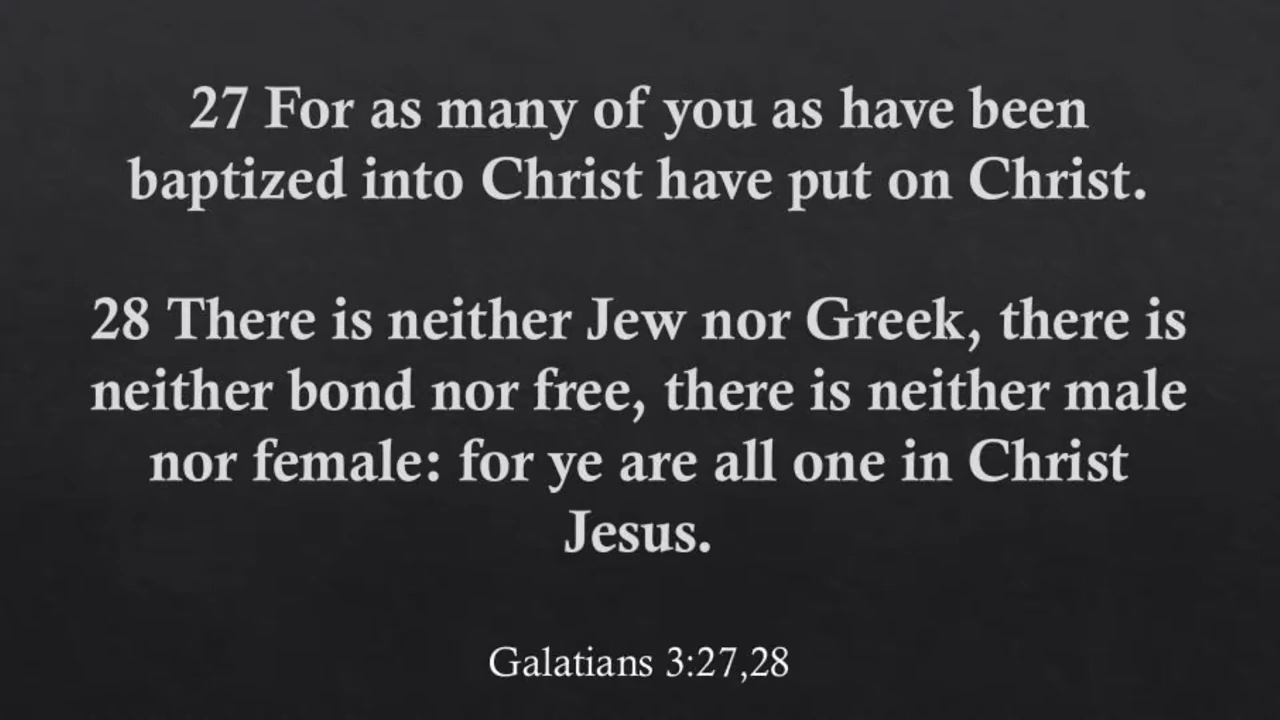 27 For as many of you as have been
baptized into Christ have put on Christ.
28 There is neither Jew nor Greek, there is
neither bond nor free, there is neither male
nor female: for ye are all one in Christ
Jesus.
Galatians 3:27,28